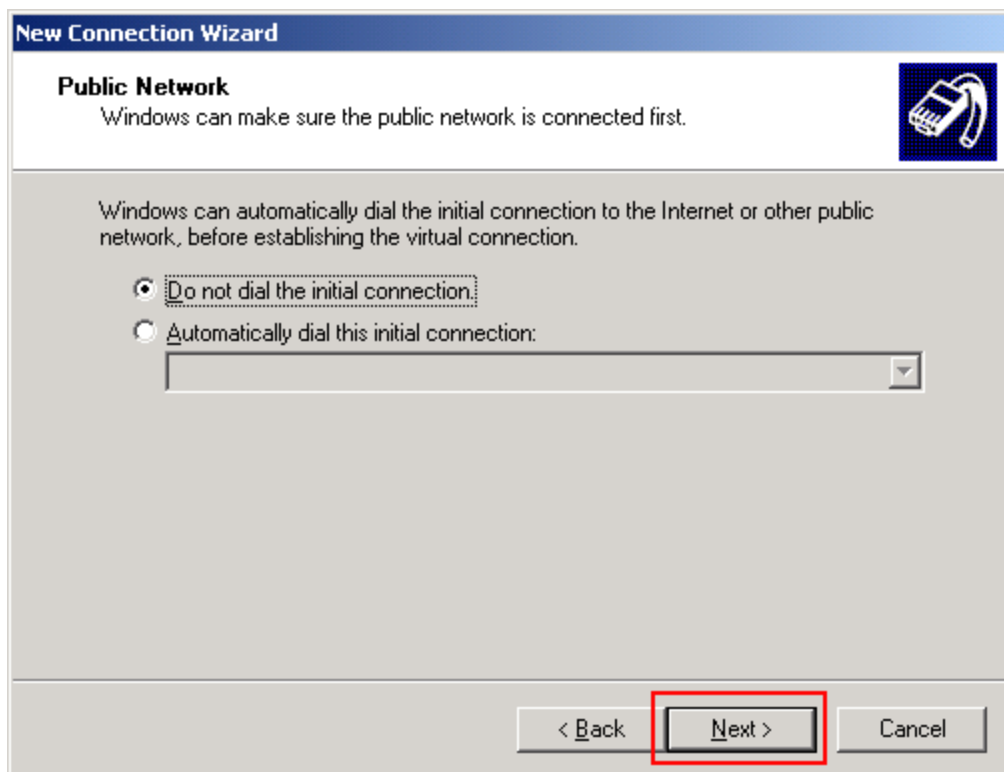 New Connection Wizard
Public Network
Windows can make sure the public network is connected first.
Windows can automatically dial the initial connection to the Internet or other public
network, before establishing the virtual connection.
Do not dial the initial connection.
Automatically dial this initial connection:
< Back
Next >
Cancel